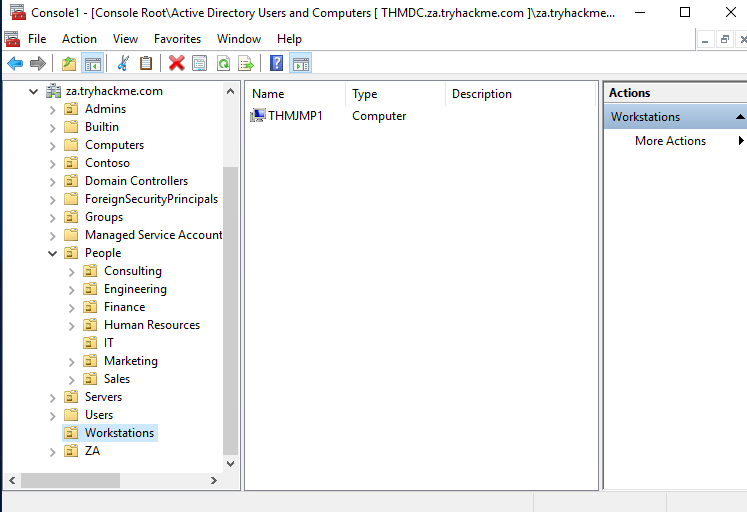 Console1 - [Console Root\Active Directory Users and Computers [ THMDC.za.tryhackme.com ]\za.tryhackme....
File Action View Favorites Window Help
za.tryhackme.com
Admins
Builtin
Computers
Contoso
Domain Controllers
ForeignSecurityPrincipals
Groups
Managed Service Account
People
Consulting
Engineering
Finance
Human Resources
IT
Marketing
Sales
Servers
Users
Workstations
ZA
Name Type Description
THMJMP1 Computer
Actions
Workstations
More Actions